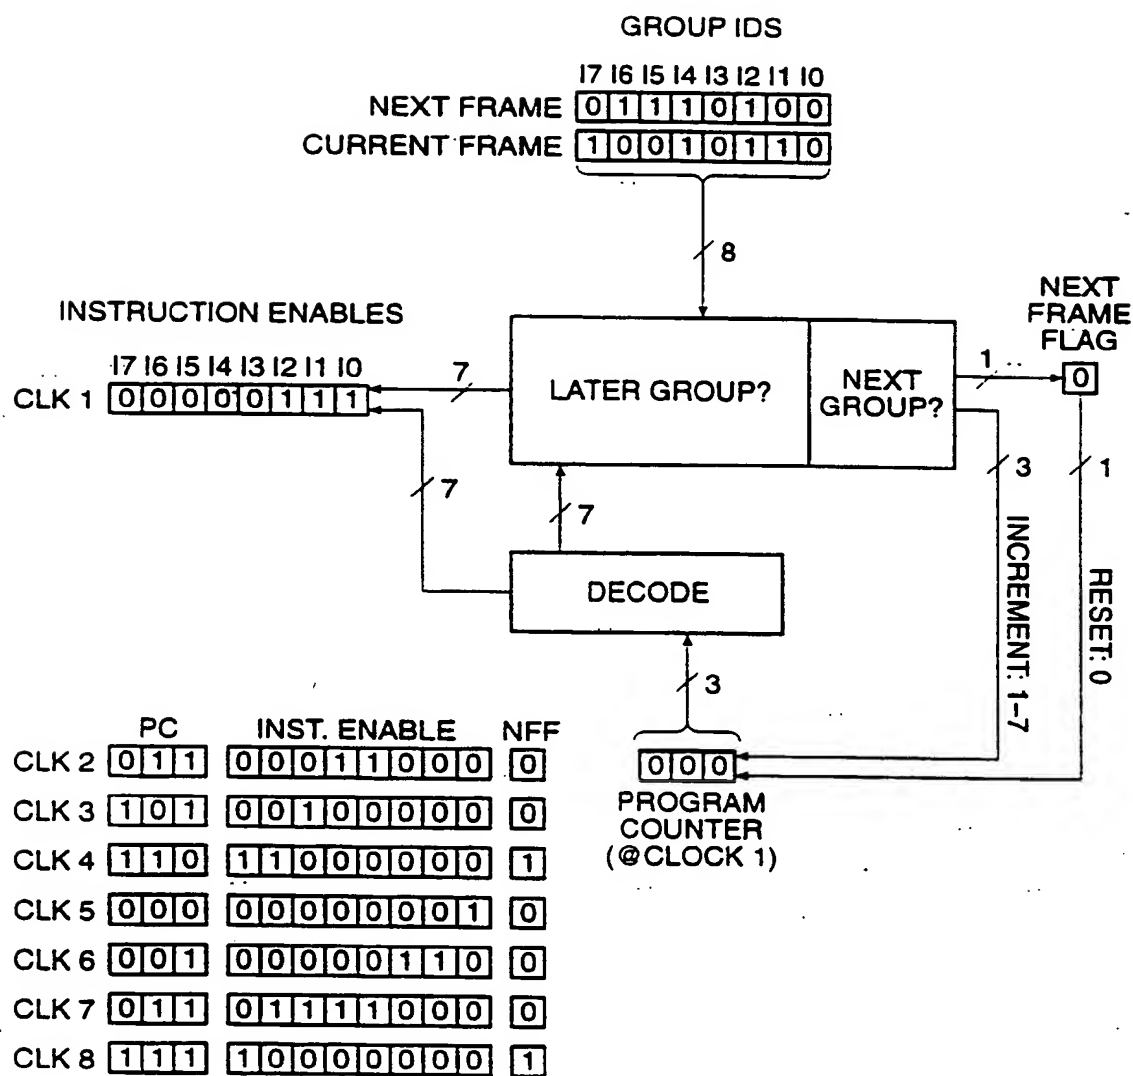 GROUP IDS
I7 I6 I5 I4 I3 I2 I1 I0
NEXT FRAME 0 1 1 1 0 1 0 0
CURRENT FRAME 1 0 0 1 0 1 1 0
8
INSTRUCTION ENABLES
I7 I6 I5 I4 I3 I2 I1 I0
CLK 1 0 0 0 0 0 1 1 1
7
LATER GROUP?
NEXT
GROUP?
1
NEXT
FRAME
FLAG
0
3
1
7
7
INCREMENT: 1-7
RESET: 0
DECODE
3
0 0 0
PROGRAM
COUNTER
(@CLOCK 1)
PC INST. ENABLE NFF
CLK 2 0 1 1 0 0 0 1 1 0 0 0 0
CLK 3 1 0 1 0 0 1 0 0 0 0 0 0
CLK 4 1 1 0 1 1 0 0 0 0 0 0 1
CLK 5 0 0 0 0 0 0 0 0 0 0 1 0
CLK 6 0 0 1 0 0 0 0 0 1 1 0 0
CLK 7 0 1 1 0 1 1 1 1 0 0 0 0
CLK 8 1 1 1 1 0 0 0 0 0 0 0 1